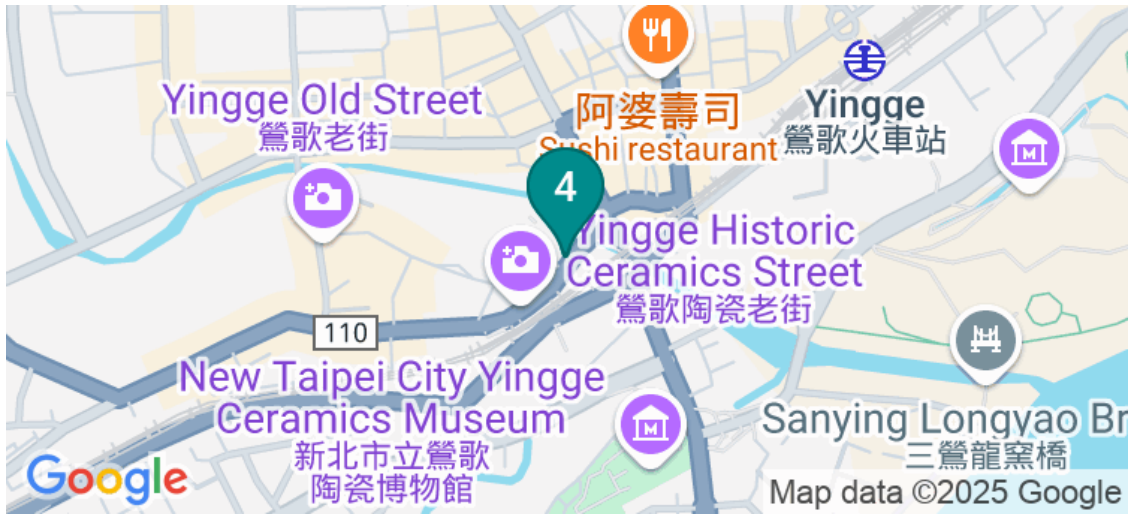 阿婆壽司
Sushi restaurant
Yingge
鶯歌火車站
Yingge Old Street
鶯歌老街
4
Yingge Historic
Ceramics Street
鶯歌陶瓷老街
110
New Taipei City Yingge
Ceramics Museum
新北市立鶯歌
陶瓷博物館
M
M
Sanying Longyao Br
三鶯龍窯橋
Google
Map data ©2025 Google